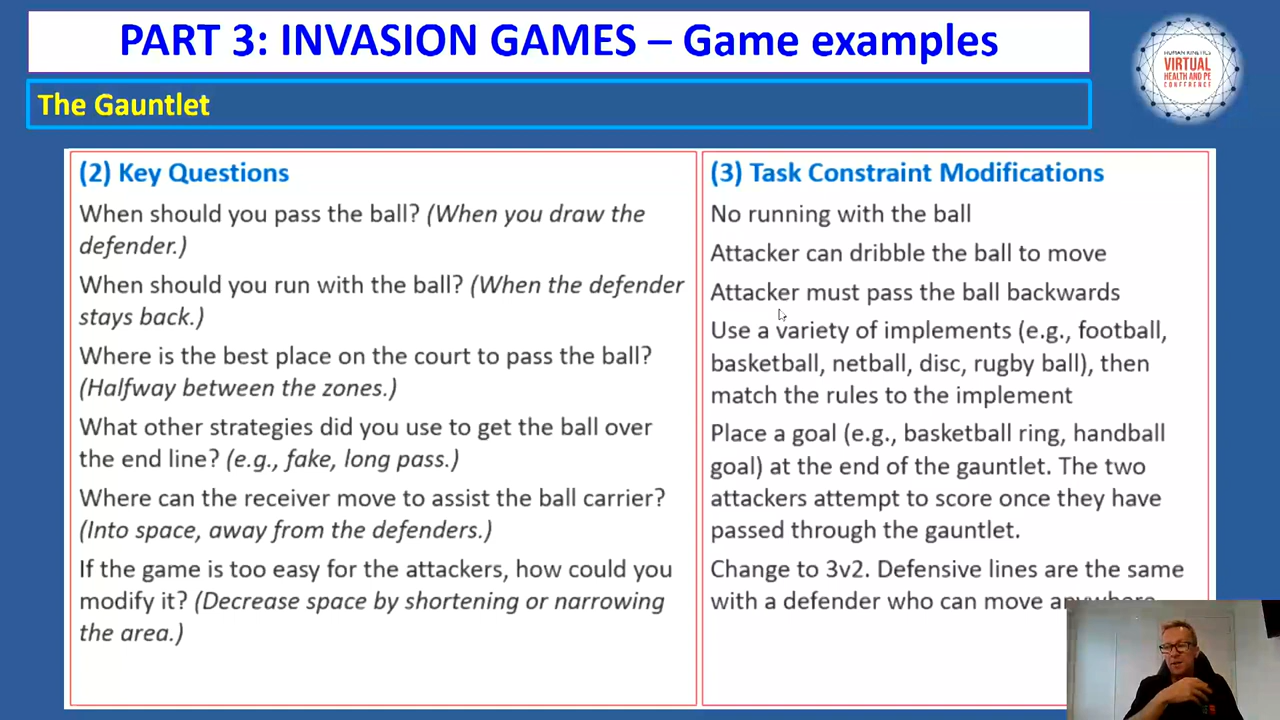 PART 3: INVASION GAMES – Game examples
HUMAN KINETICS
VIRTUAL
HEALTH AND PE
CONFERENCE
The Gauntlet
(2) Key Questions
When should you pass the ball? (When you draw the
defender.)
When should you run with the ball? (When the defender
stays back.)
Where is the best place on the court to pass the ball?
(Halfway between the zones.)
What other strategies did you use to get the ball over
the end line? (e.g., fake, long pass.)
Where can the receiver move to assist the ball carrier?
(Into space, away from the defenders.)
If the game is too easy for the attackers, how could you
modify it? (Decrease space by shortening or narrowing
the area.)
(3) Task Constraint Modifications
No running with the ball
Attacker can dribble the ball to move
Attacker must pass the ball backwards
Use a variety of implements (e.g., football,
basketball, netball, disc, rugby ball), then
match the rules to the implement
Place a goal (e.g., basketball ring, handball
goal) at the end of the gauntlet. The two
attackers attempt to score once they have
passed through the gauntlet.
Change to 3v2. Defensive lines are the same
with a defender who can move anywhere